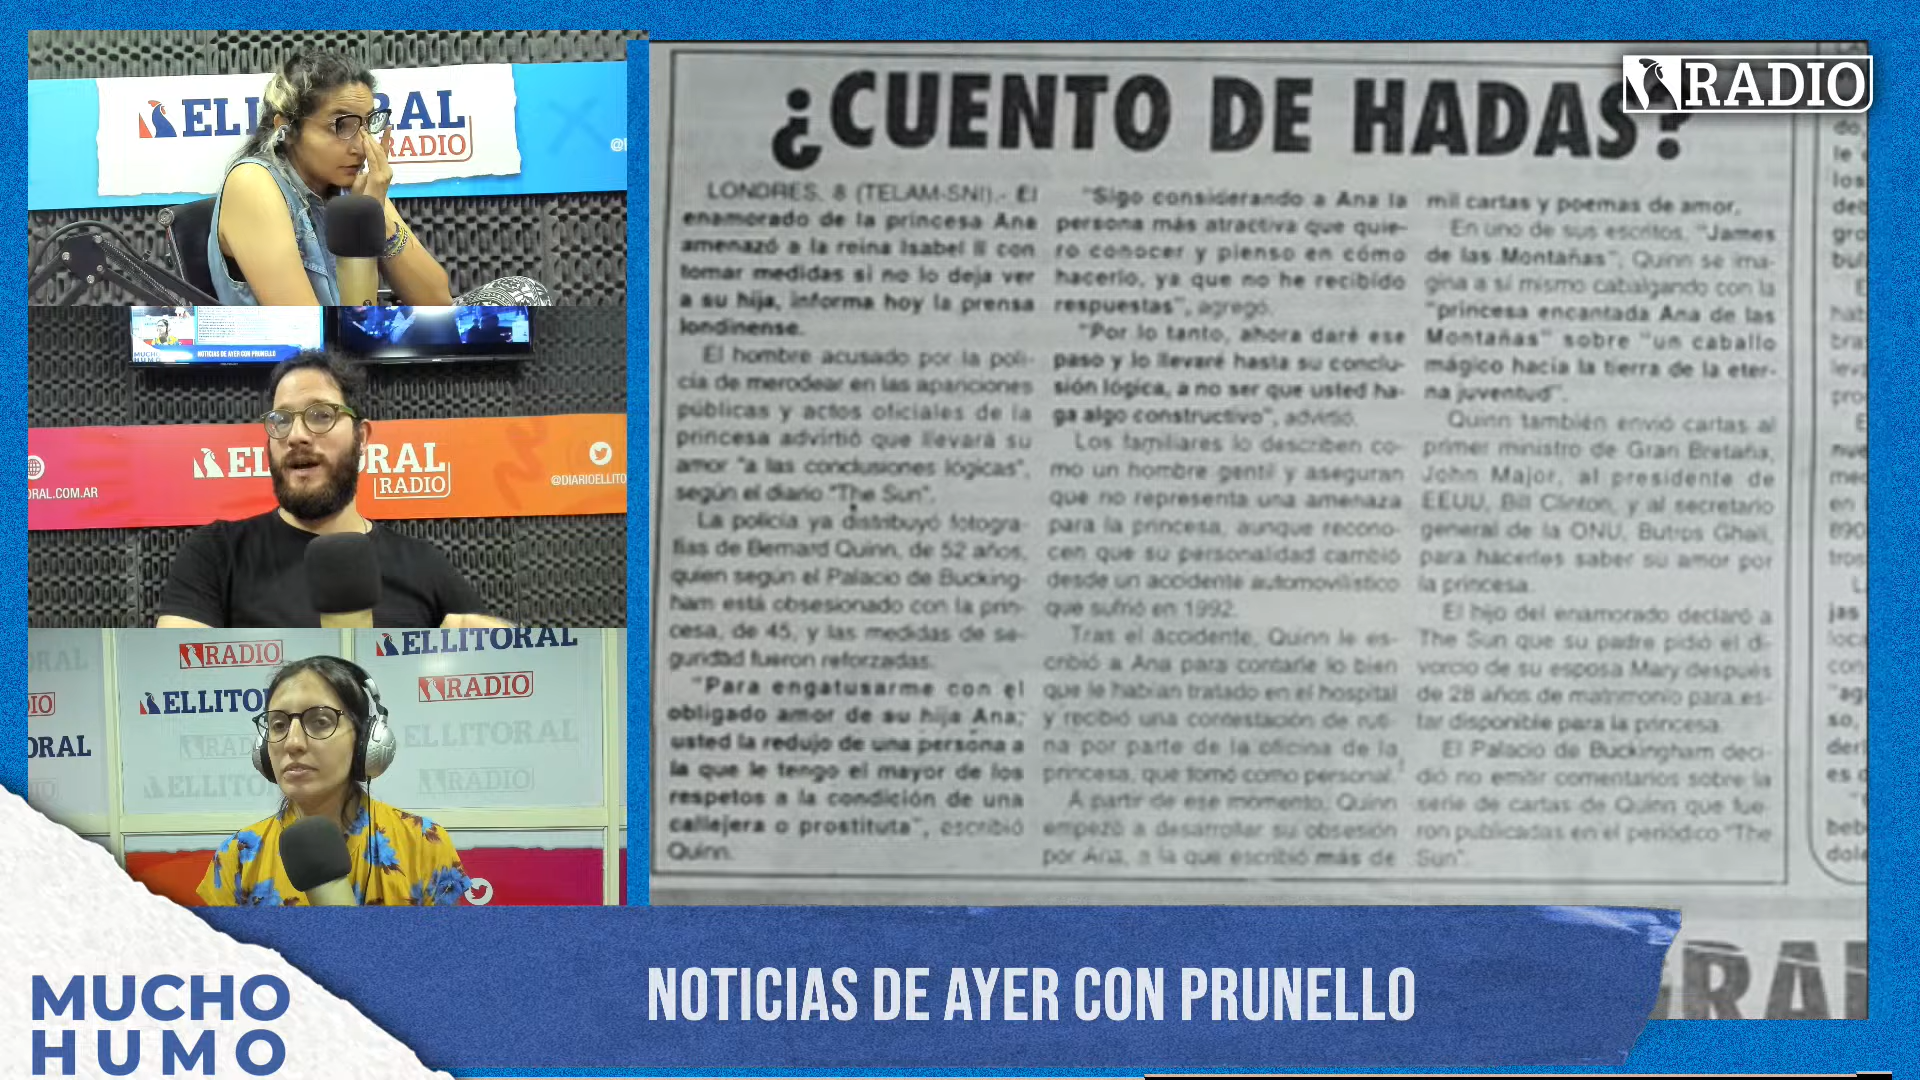 ELLITORAL
RADIO
NOTICIAS DE AYER CON PRUNELLO
ELLITORAL
RADIO
ORAL.COM.AR
@DIARIOELLITO
RADIO
ELLITORAL
RADIO
ELLITORAL
RADIO
¿CUENTO DE HADAS?
LONDRES, 8 (TELAM-SNI).- El
enamorado de la princesa Ana
amenazó a la reina Isabel II con
tomar medidas si no lo deja ver
a su hija, informa hoy la prensa
londinense.
El hombre acusado por la poli-
cía de merodear en las apariciones
públicas y actos oficiales de la
princesa advirtió que llevará su
amor "a las conclusiones lógicas",
según el diario "The Sun".
La policía ya distribuyó fotogra-
fías de Bernard Quinn, de 52 años,
quien según el Palacio de Bucking-
ham está obsesionado con la prin-
cesa, de 45, y las medidas de se-
guridad fueron reforzadas.
"Para engatusarme con el
obligado amor de su hija Ana;
usted la redujo de una persona a
la que le tengo el mayor de los
respetos a la condición de una
callejera o prostituta", escribió
Quinn.
"Sigo considerando a Ana la
persona más atractiva que quie-
ro conocer y pienso en cómo
hacerlo, ya que no he recibido
respuestas", agregó.
"Por lo tanto, ahora daré ese
paso y lo llevaré hasta su conclu-
sión lógica, a no ser que usted ha-
ga algo constructivo", advirtió.
Los familiares lo describen co-
mo un hombre gentil y aseguran
que no representa una amenaza
para la princesa, aunque recono-
cen que su personalidad cambió
desde un accidente automovilístico
que sufrió en 1992.
Tras el accidente, Quinn le es-
cribió a Ana para contarle lo bien
que le habían tratado en el hospital
y recibió una contestación de ruti-
na por parte de la oficina de la
princesa, que tomó como personal.
A partir de ese momento, Quinn
empezó a desarrollar su obsesión
por Ana, a la que escribió más de
mil cartas y poemas de amor.
En uno de sus escritos, "James
de las Montañas", Quinn se ima-
gina a sí mismo cabalgando con la
"princesa encantada Ana de las
Montañas" sobre "un caballo
mágico hacia la tierra de la eter-
na juventud".
Quinn también envió cartas al
primer ministro de Gran Bretaña,
John Major, al presidente de
EEUU, Bill Clinton, y al secretario
general de la ONU, Butros Ghali,
para hacerles saber su amor por
la princesa.
El hijo del enamorado declaró a
The Sun que su padre pidió el di-
vorcio de su esposa Mary después
de 28 años de matrimonio para es-
tar disponible para la princesa.
El Palacio de Buckingham deci-
dió no emitir comentarios sobre la
serie de cartas de Quinn que fue-
ron publicadas en el periódico "The
Sun".
RADIO
NOTICIAS DE AYER CON PRUNELLO
MUCHO
HUMO